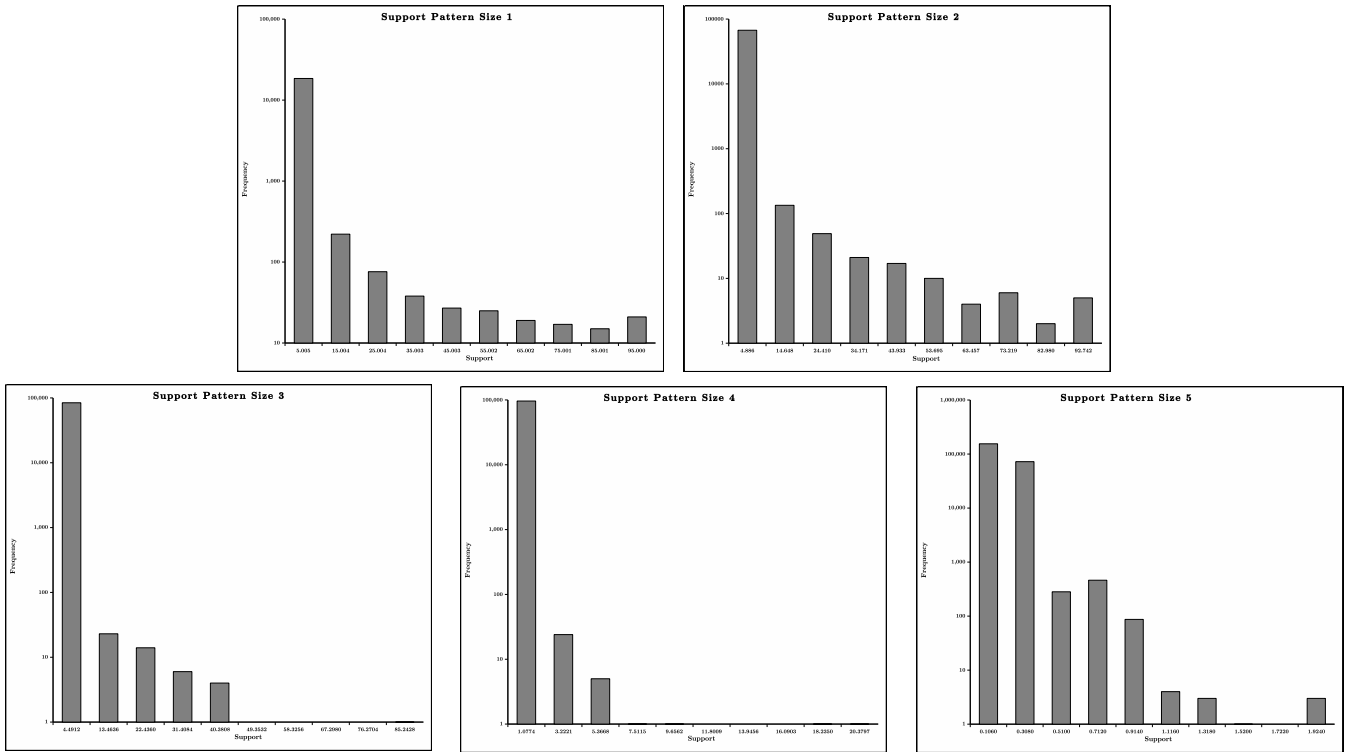 Support Pattern Size 1
100,000
10,000
1,000
100
10
Frequency
5.005 15.004 25.004 35.003 45.003 55.002 65.002 75.001 85.001 95.000
Support
Support Pattern Size 2
100000
10000
1000
100
10
1
Frequency
4.886 14.648 24.410 34.171 43.933 53.695 63.457 73.219 82.980 92.742
Support
Support Pattern Size 3
100,000
10,000
1,000
100
10
1
Frequency
4.4912 13.4636 22.4360 31.4084 40.3808 49.3532 58.3256 67.2980 76.2704 85.2428
Support
Support Pattern Size 4
100,000
10,000
1,000
100
10
1
Frequency
1.0774 3.2221 5.3668 7.5115 9.6562 11.8009 13.9456 16.0903 18.2350 20.3797
Support
Support Pattern Size 5
1,000,000
100,000
10,000
1,000
100
10
1
Frequency
0.1060 0.3080 0.5100 0.7120 0.9140 1.1160 1.3180 1.5200 1.7220 1.9240
Support